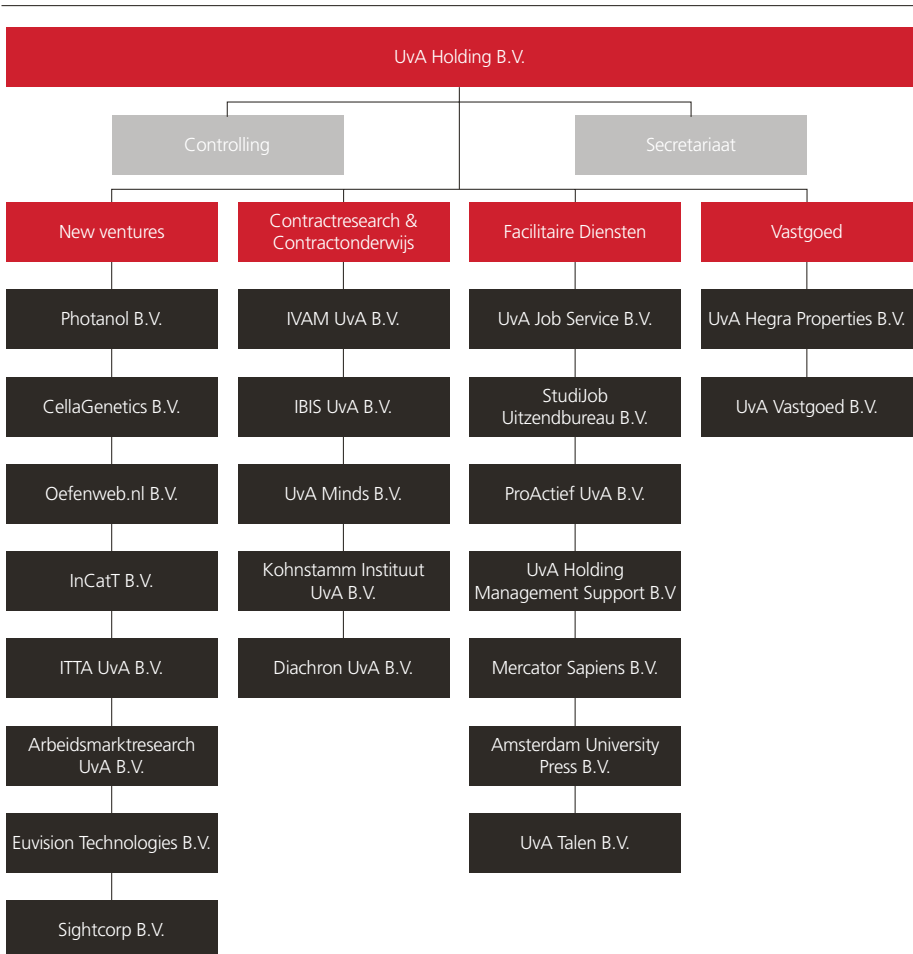 UvA Holding B.V.
Controlling
Secretariaat
New ventures
Photanol B.V.
CellaGenetics B.V.
Oefenweb.nl B.V.
InCatT B.V.
ITTA UvA B.V.
Arbeidsmarktresearch
UvA B.V.
Euvision Technologies B.V.
Sightcorp B.V.
Contractresearch &
Contractonderwijs
IVAM UvA B.V.
IBIS UvA B.V.
UvA Minds B.V.
Kohnstamm Instituut
UvA B.V.
Diachron UvA B.V.
Facilitaire Diensten
UvA Job Service B.V.
StudiJob
Uitzendbureau B.V.
ProActief UvA B.V.
UvA Holding
Management Support B.V
Mercator Sapiens B.V.
Amsterdam University
Press B.V.
UvA Talen B.V.
Vastgoed
UvA Hegra Properties B.V.
UvA Vastgoed B.V.